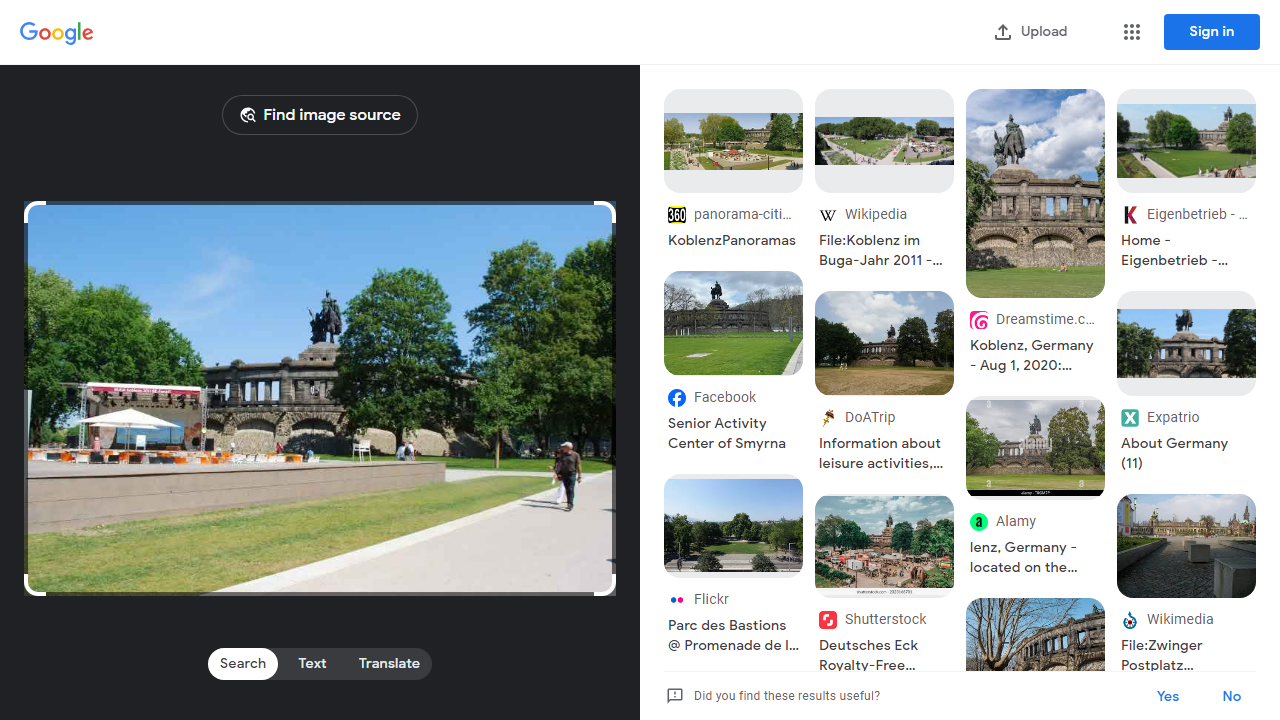 Google
Upload
Sign in
Find image source
Search
Text
Translate
panorama-citi...
KoblenzPanoramas
Wikipedia
File:Koblenz im
Buga-Jahr 2011 -...
Dreamstime.c...
Koblenz, Germany
- Aug 1, 2020:...
Eigenbetrieb - ...
Home -
Eigenbetrieb -...
Facebook
Senior Activity
Center of Smyrna
DoATrip
Information about
leisure activities,...
Expatrio
About Germany
(11)
Alamy
lenz, Germany -
located on the...
Flickr
Parc des Bastions
@ Promenade de l...
Shutterstock
Deutsches Eck
Royalty-Free...
Wikimedia
File:Zwinger
Postplatz...
Did you find these results useful?
Yes
No